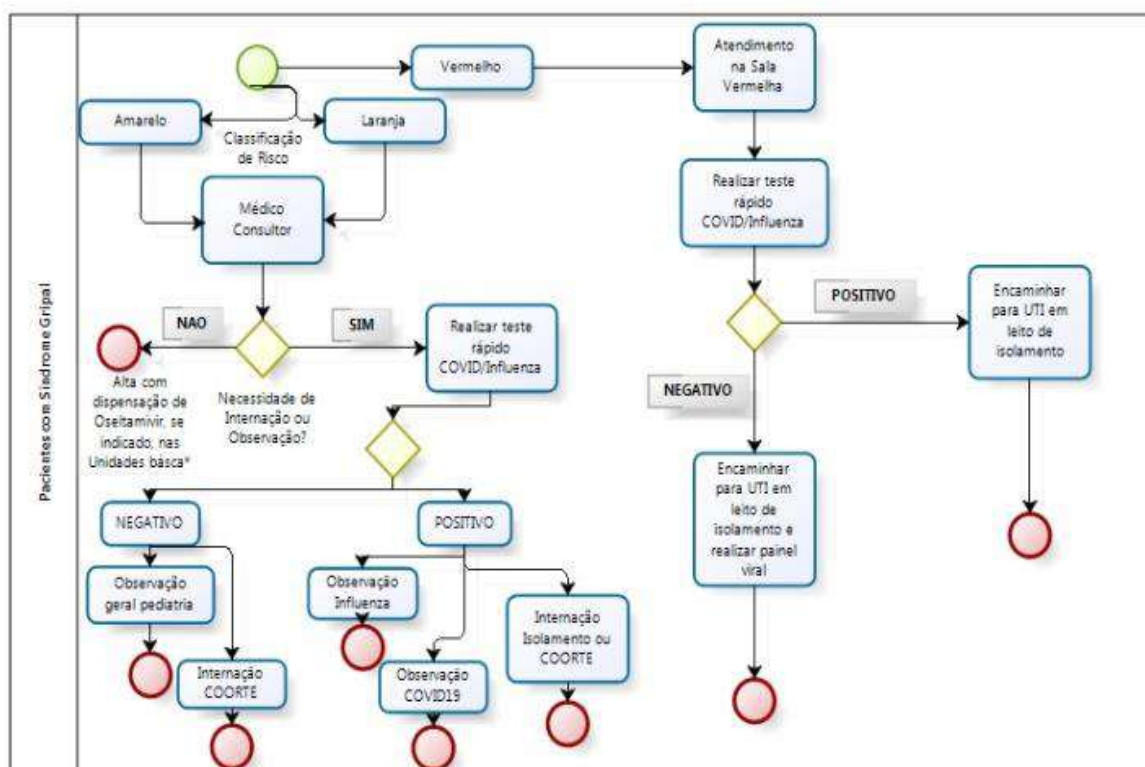 Pacientes com Síndrome Gripal
Vermelho
Atendimento
na Sala
Vermelha
Amarelo
Laranja
Classificação
de Risco
Médico
Consultor
Realizar teste
rápido
COVID/Influenza
POSITIVO
Encaminhar
para UTI em
leito de
isolamento
NEGATIVO
Encaminhar
para UTI em
leito de
isolamento e
realizar painel
viral
NAO
SIM
Realizar teste
rápido
COVID/Influenza
Alta com
dispensação de
Oseitamivir, se
indicado, nas
Unidades básca*
Necessidade de
Internação ou
Observação?
NEGATIVO
POSITIVO
Observação
geral pediatria
Internação
COORTE
Observação
Influenza
Observação
COVID19
Internação
Isolamento ou
COORTE